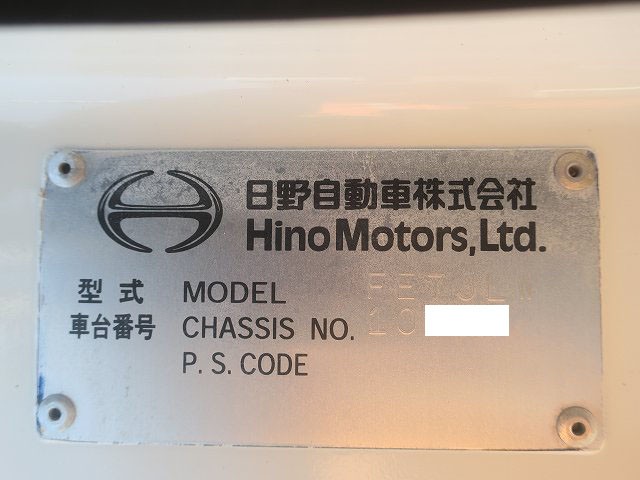 日野自動車株式会社
Hino Motors, Ltd.
型式 MODEL
車台番号 CHASSIS NO. 10
P. S. CODE